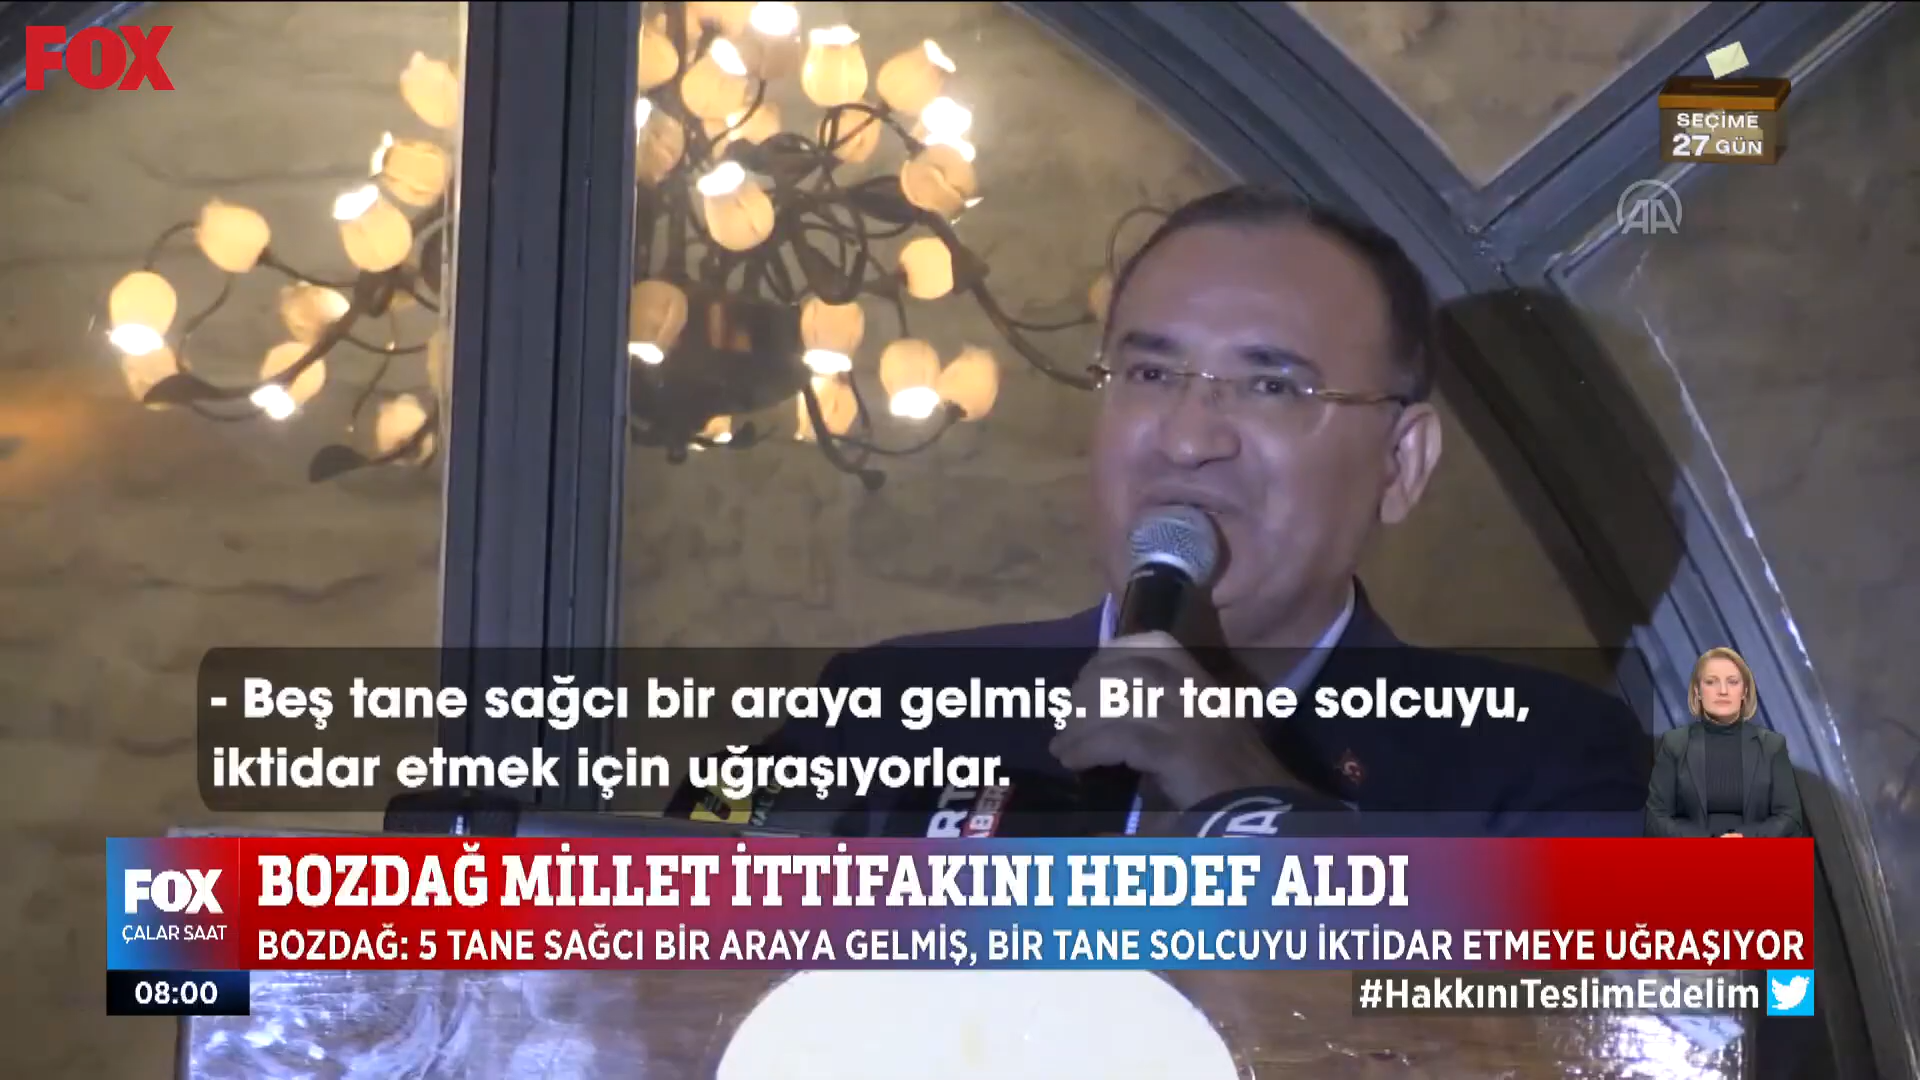 FOX
SEÇİME
27 GÜN
AA
- Beş tane sağcı bir araya gelmiş. Bir tane solcuyu,
iktidar etmek için uğraşıyorlar.
FOX
ÇALAR SAAT
BOZDAĞ MİLLET İTTİFAKINI HEDEF ALDI
BOZDAĞ: 5 TANE SAĞCI BİR ARAYA GELMİŞ, BİR TANE SOLCUYU İKTİDAR ETMEYE UĞRAŞIYOR
08:00
#HakkınıTeslimEdelim